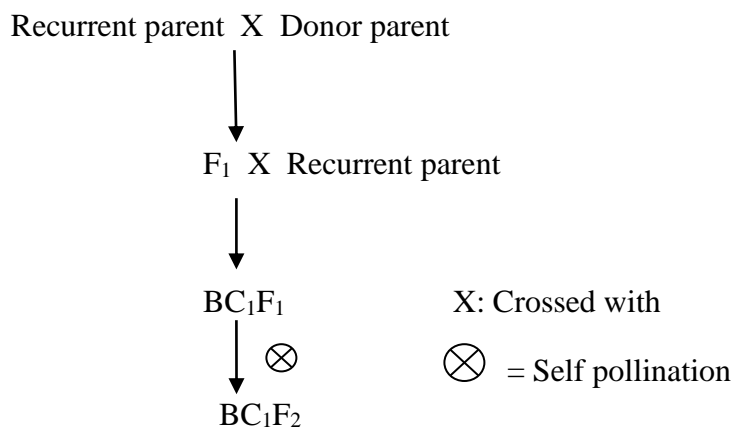 Recurrent parent X Donor parent
F₁ X Recurrent parent
BC₁F₁ X: Crossed with
= Self pollination
BC₁F₂